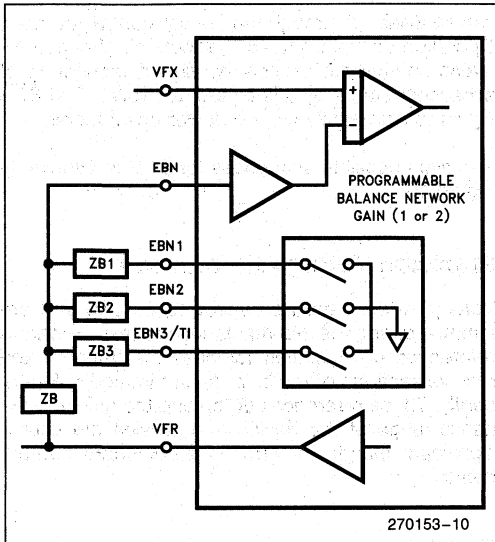 VFX
+
−
EBN
PROGRAMMABLE
BALANCE NETWORK
GAIN (1 or 2)
ZB1
EBN1
ZB2
EBN2
ZB3
EBN3/TI
ZB
VFR
270153–10